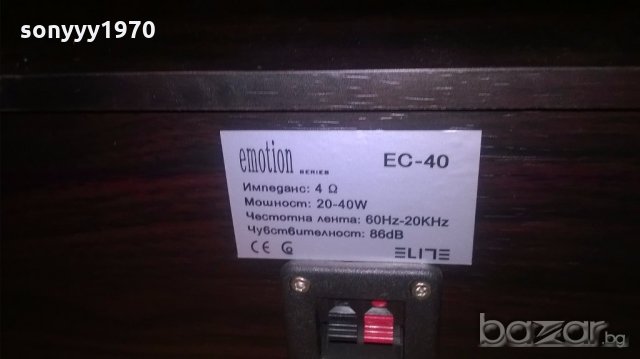 sonyyy1970
emotion SERIES EC-40
Импеданс: 4 Ω
Мощност: 20-40W
Честотна лента: 60Hz-20KHz
Чувствителност: 86dB
CE ELITE
bazar.bg